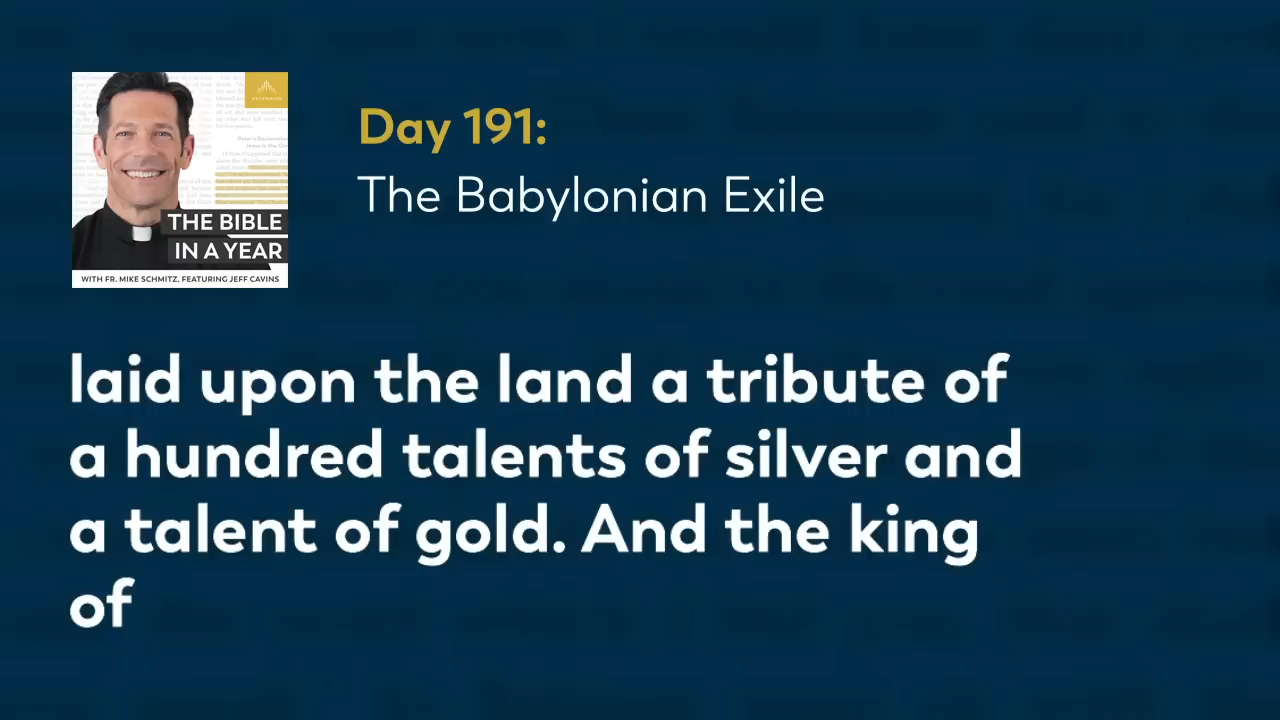 Day 191:
The Babylonian Exile
THE BIBLE
IN A YEAR
WITH FR. MIKE SCHMITZ, FEATURING JEFF CAVINS
laid upon the land a tribute of
a hundred talents of silver and
a talent of gold. And the king
of